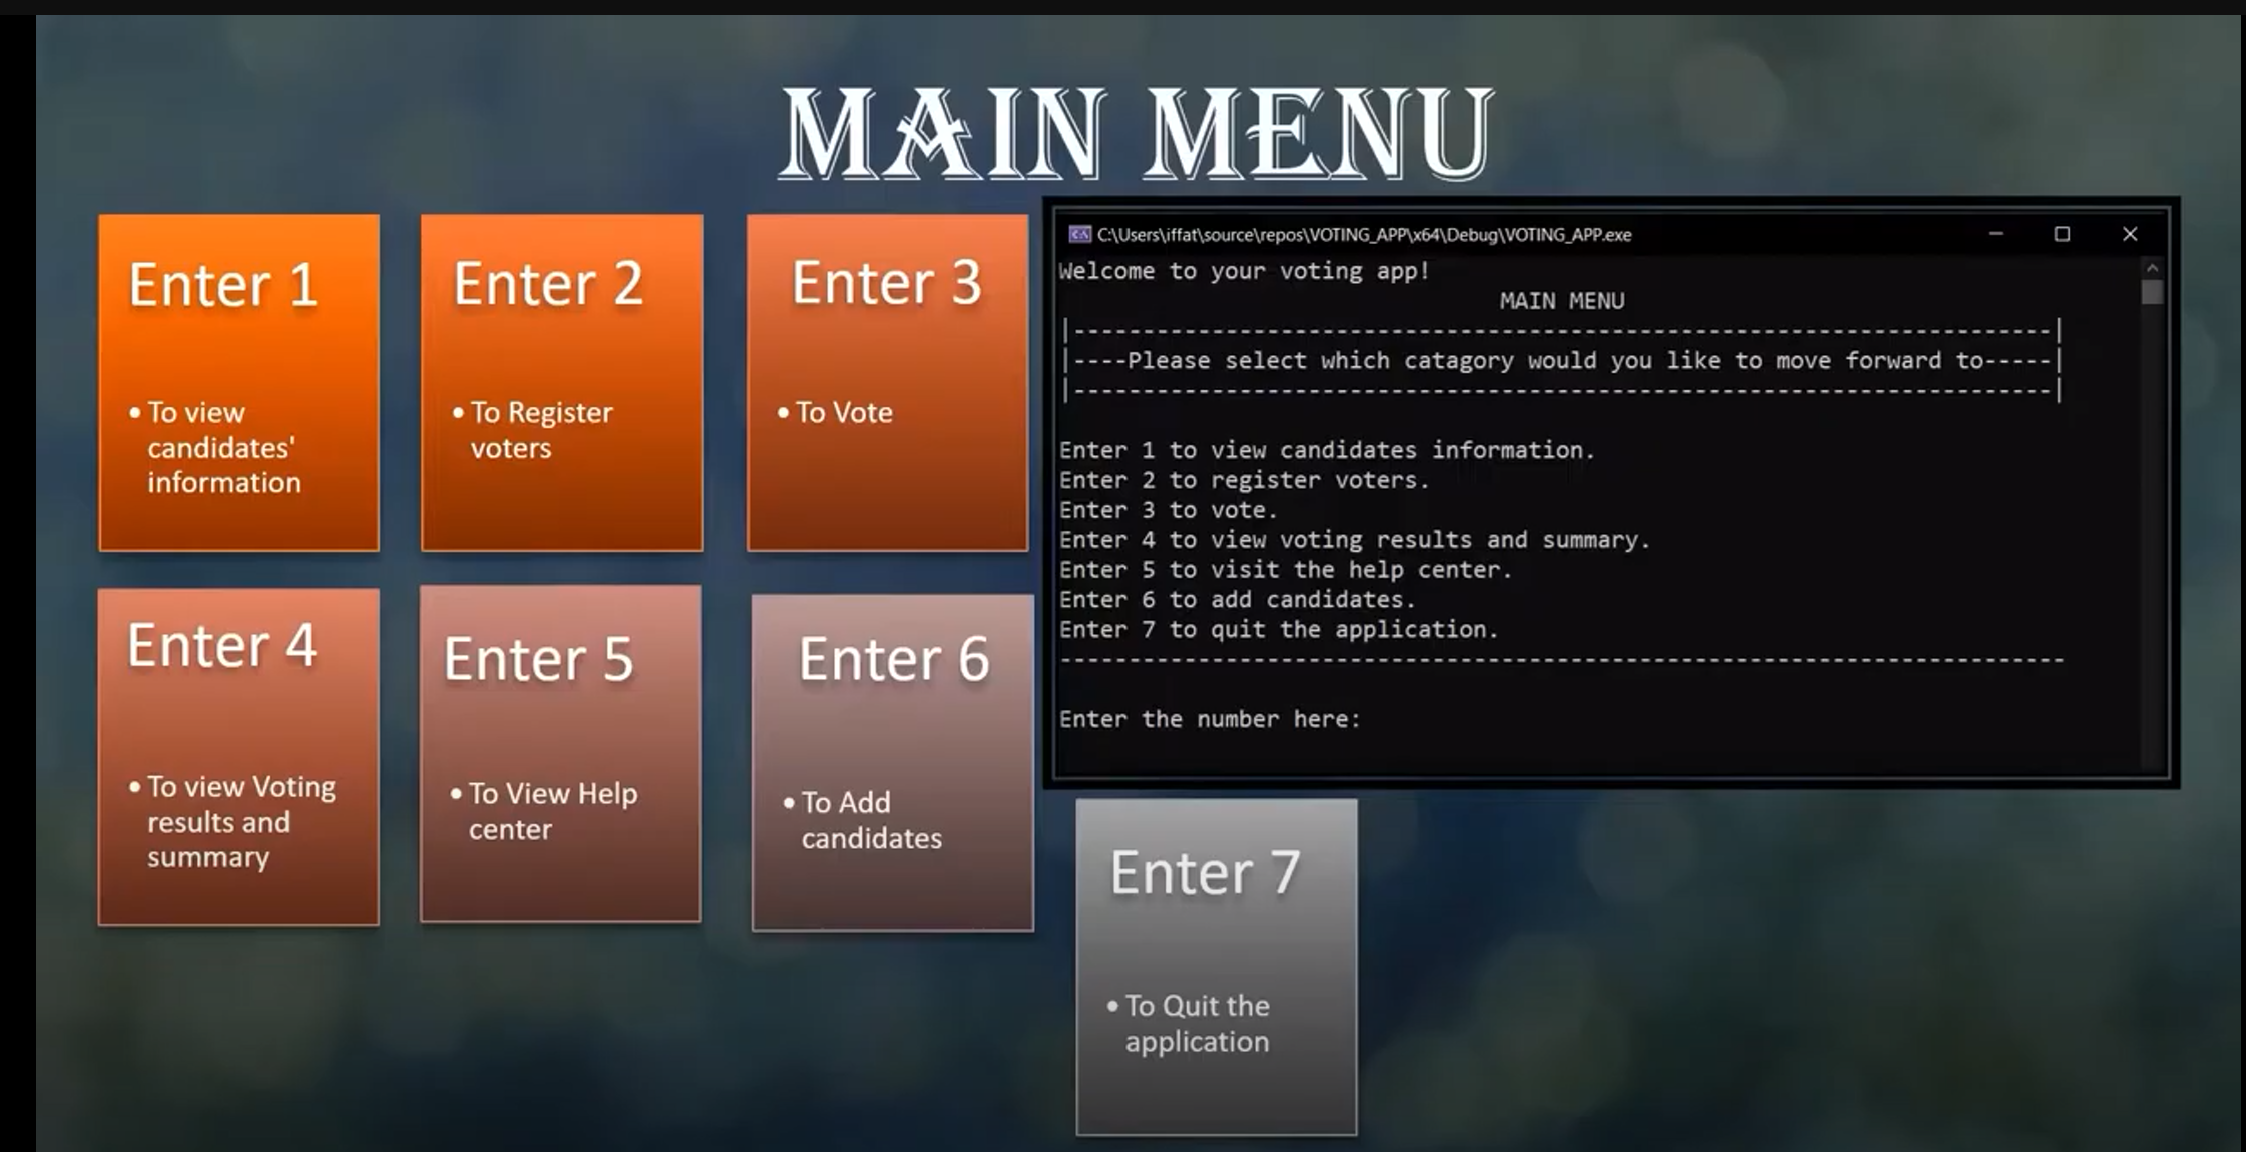 MAIN MENU
Enter 1
• To view
candidates'
information
Enter 2
• To Register
voters
Enter 3
• To Vote
Enter 4
• To view Voting
results and
summary
Enter 5
• To View Help
center
Enter 6
• To Add
candidates
C:\Users\iffat\source\repos\VOTING_APP\x64\Debug\VOTING_APP.exe
Welcome to your voting app!
MAIN MENU
|-----------------------------------------------------------------------|
|----Please select which catagory would you like to move forward to-----|
|-----------------------------------------------------------------------|
Enter 1 to view candidates information.
Enter 2 to register voters.
Enter 3 to vote.
Enter 4 to view voting results and summary.
Enter 5 to visit the help center.
Enter 6 to add candidates.
Enter 7 to quit the application.
-------------------------------------------------------------------------
Enter the number here:
Enter 7
• To Quit the
application